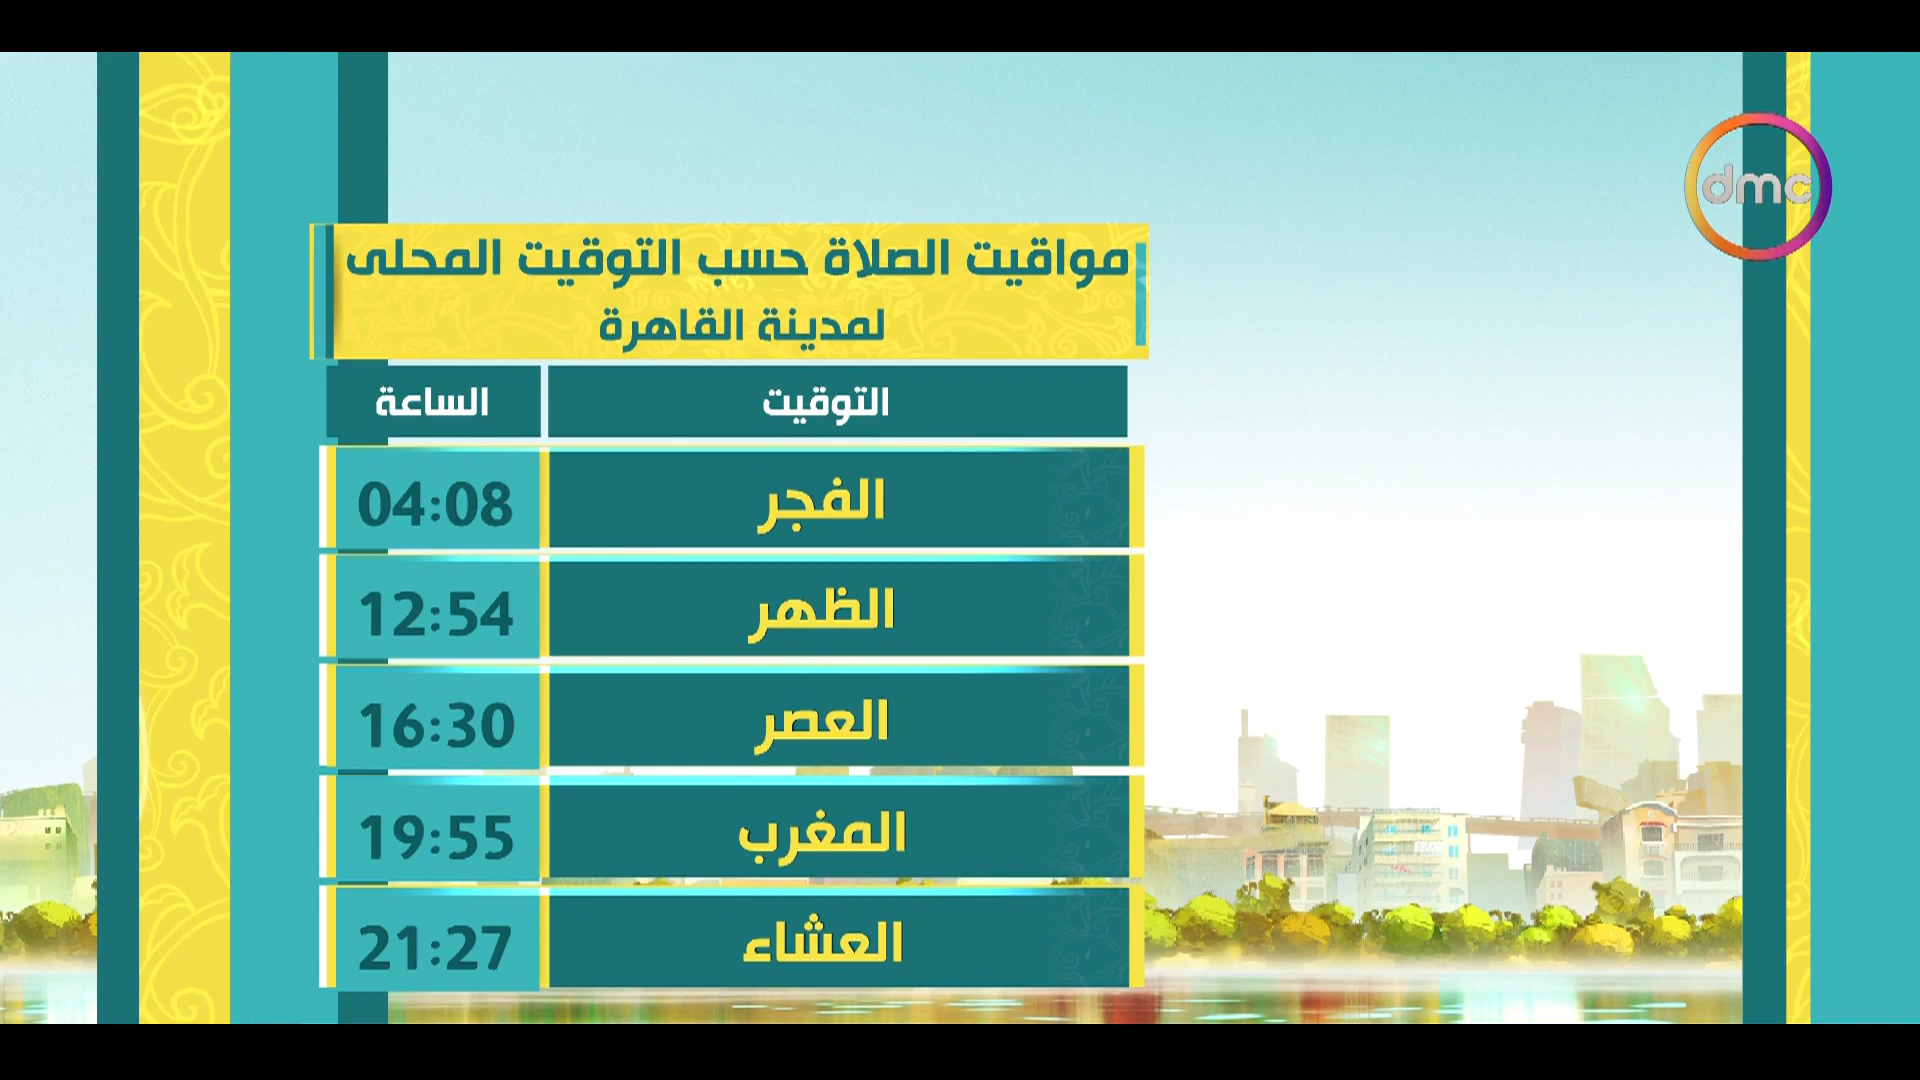 dmc
مواقيت الصلاة حسب التوقيت المحلى
لمدينة القاهرة
التوقيت الساعة
الفجر 04:08
الظهر 12:54
العصر 16:30
المغرب 19:55
العشاء 21:27